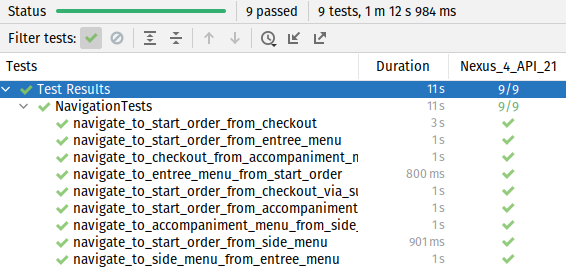 Status 9 passed 9 tests, 1 m 12 s 984 ms
Filter tests:
Tests Duration Nexus_4_API_21
Test Results 11 s 9/9
NavigationTests 11 s 9/9
navigate_to_start_order_from_checkout 3 s
navigate_to_start_order_from_entree_menu 1 s
navigate_to_checkout_from_accompaniment_m 1 s
navigate_to_entree_menu_from_start_order 800 ms
navigate_to_start_order_from_checkout_via_su 1 s
navigate_to_start_order_from_accompaniment 1 s
navigate_to_accompaniment_menu_from_side_ 1 s
navigate_to_start_order_from_side_menu 901 ms
navigate_to_side_menu_from_entree_menu 1 s